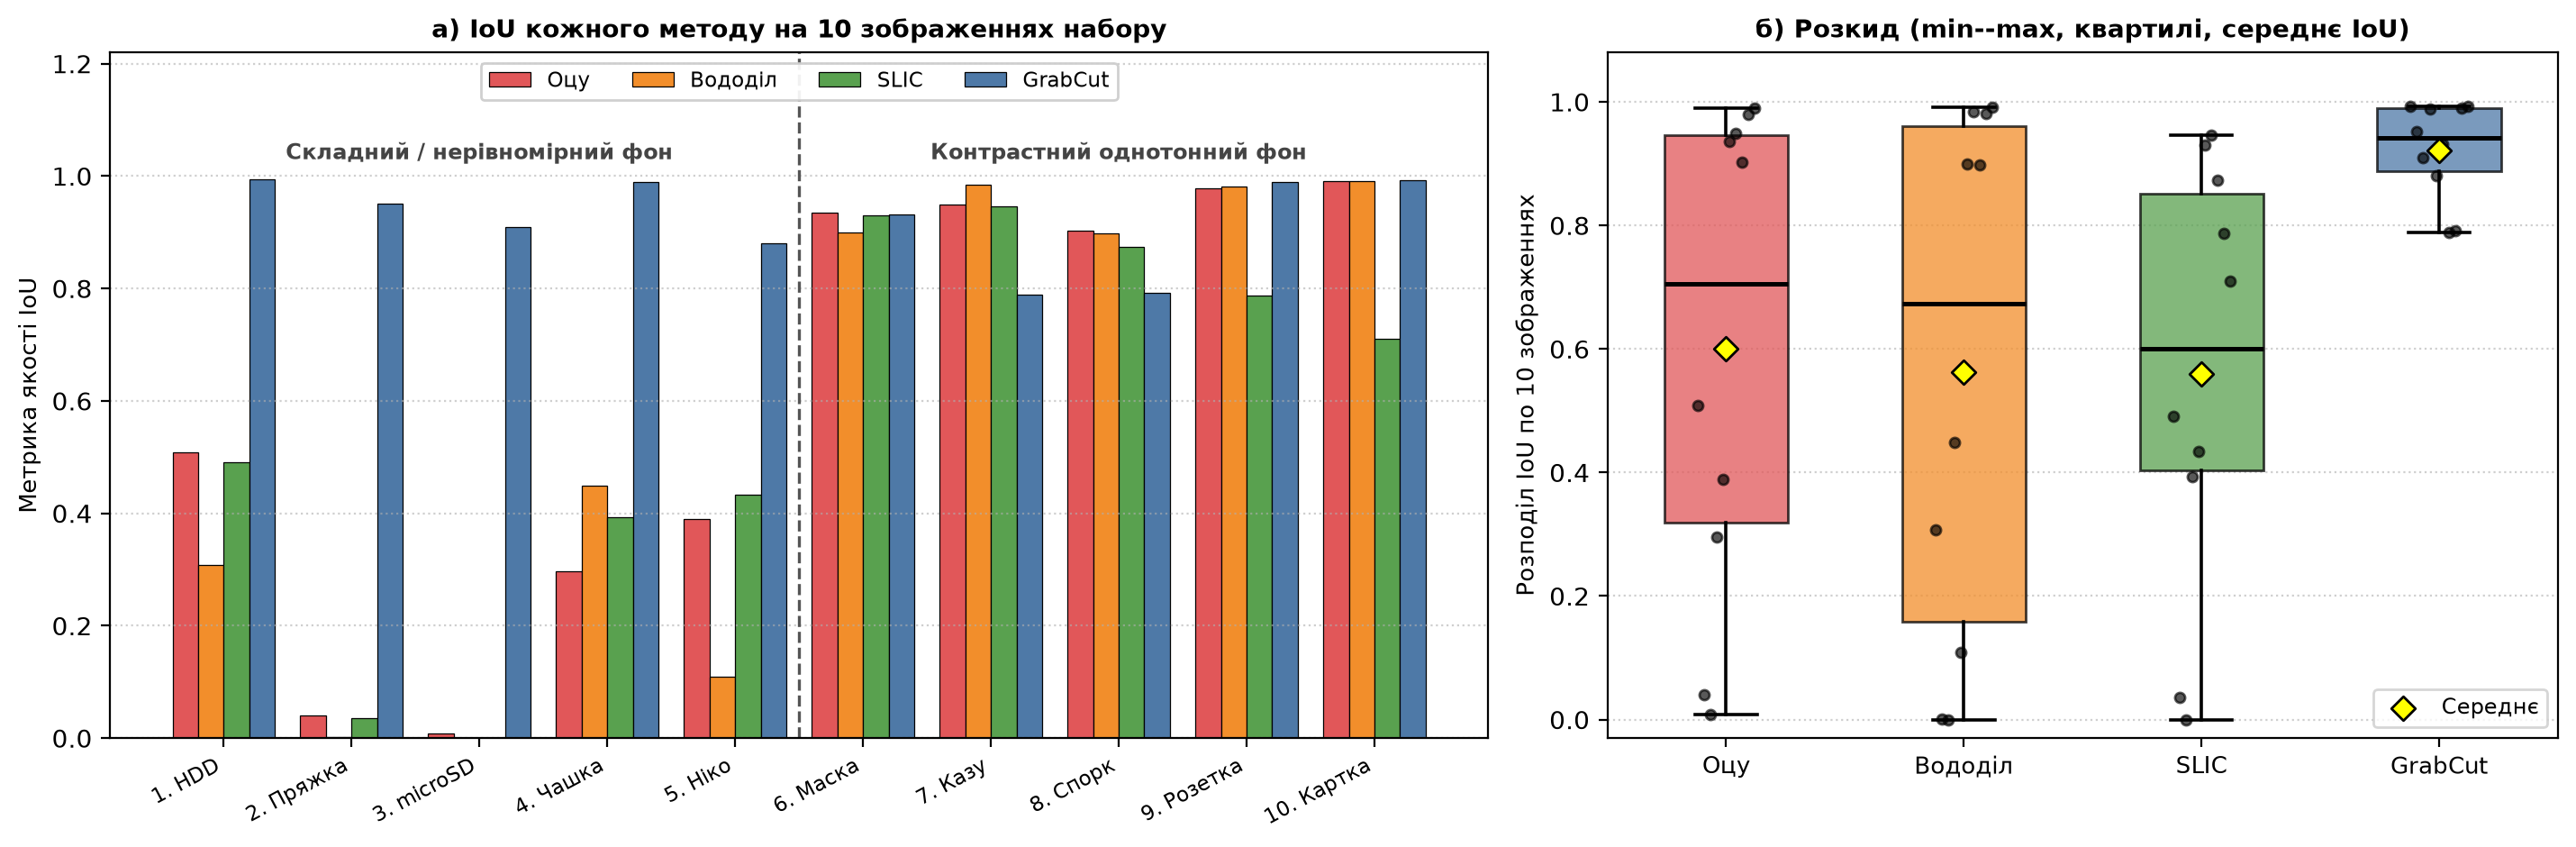 а) IoU кожного методу на 10 зображеннях набору
Оцу Вододіл SLIC GrabCut
Складний / нерівномірний фон
Контрастний однотонний фон
Метрика якості IoU
1.2
1.0
0.8
0.6
0.4
0.2
0.0
1. HDD
2. Пряжка
3. microSD
4. Чашка
5. Ніко
6. Маска
7. Казу
8. Спорк
9. Розетка
10. Картка
б) Розкид (min--max, квартилі, середнє IoU)
Розподіл IoU по 10 зображеннях
1.0
0.8
0.6
0.4
0.2
0.0
Середнє
Оцу
Вододіл
SLIC
GrabCut